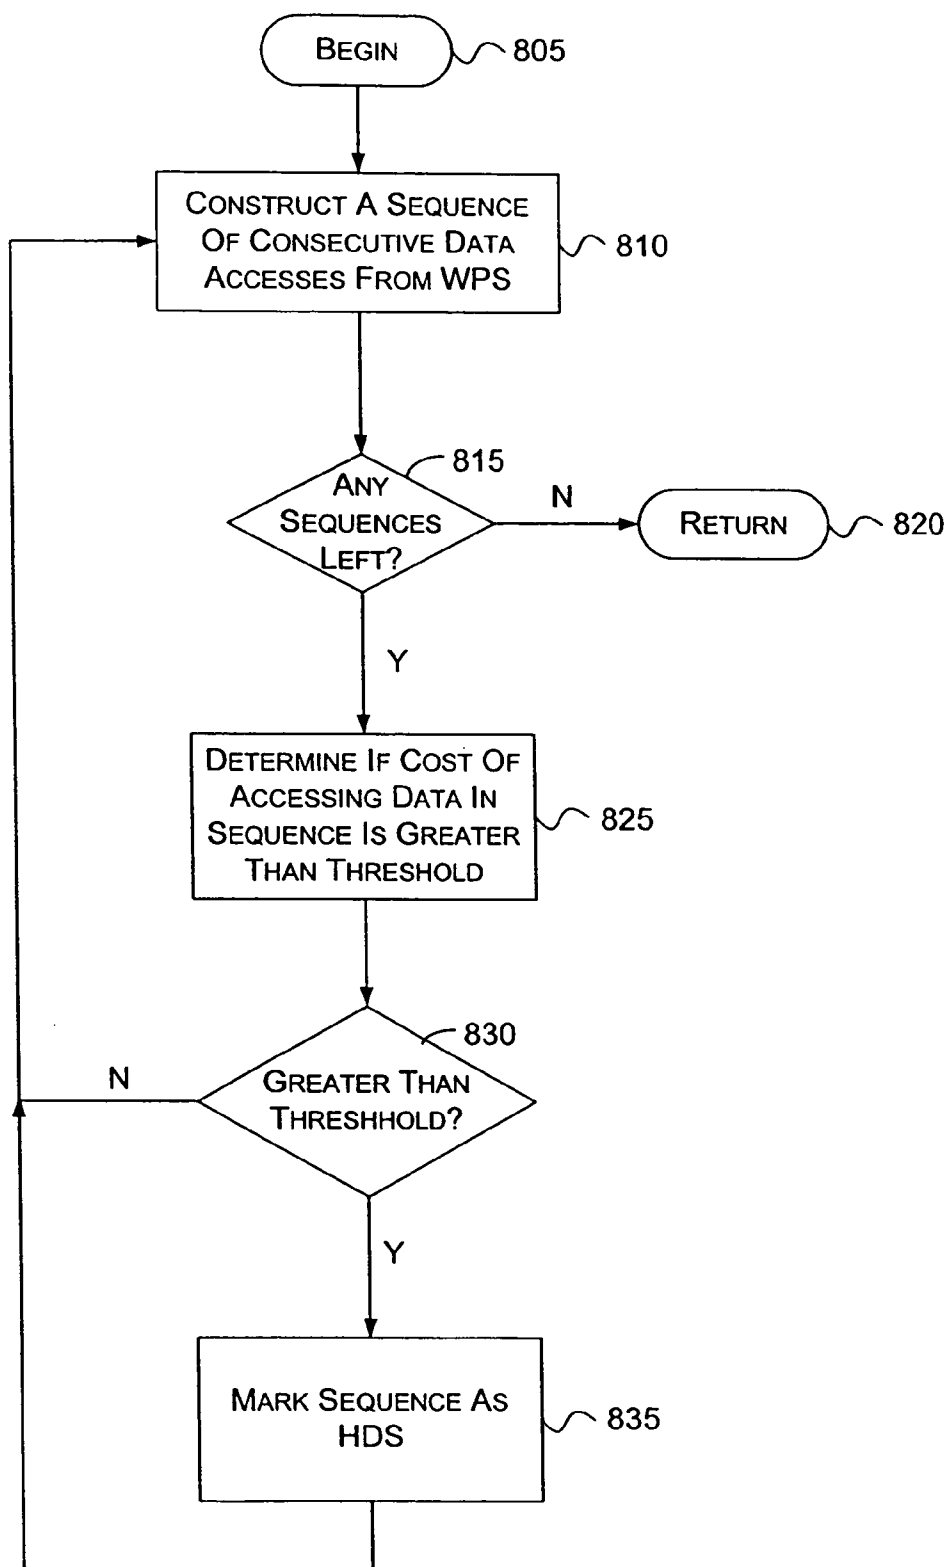 BEGIN
805
CONSTRUCT A SEQUENCE
OF CONSECUTIVE DATA
ACCESSES FROM WPS
810
815
ANY
SEQUENCES
LEFT?
N
RETURN
820
Y
DETERMINE IF COST OF
ACCESSING DATA IN
SEQUENCE IS GREATER
THAN THRESHOLD
825
830
N
GREATER THAN
THRESHHOLD?
Y
MARK SEQUENCE AS
HDS
835